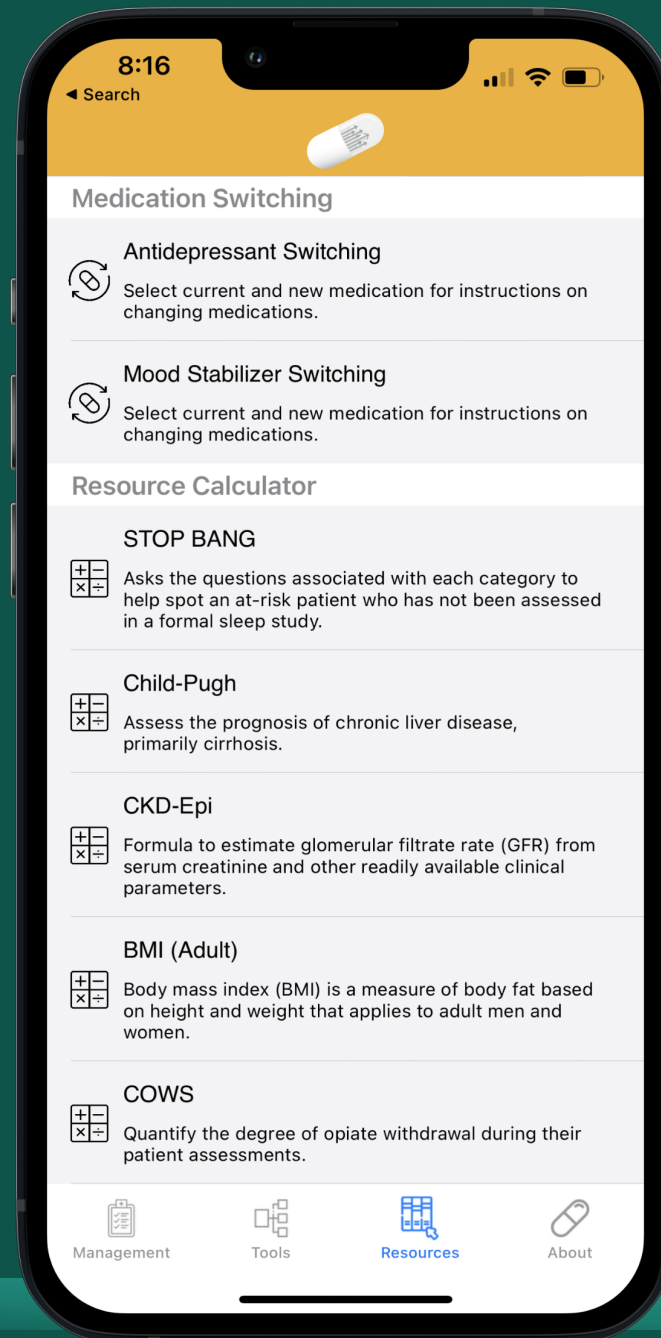 8:16
◀ Search
Medication Switching
Antidepressant Switching
Select current and new medication for instructions on
changing medications.
Mood Stabilizer Switching
Select current and new medication for instructions on
changing medications.
Resource Calculator
STOP BANG
Asks the questions associated with each category to
help spot an at-risk patient who has not been assessed
in a formal sleep study.
Child-Pugh
Assess the prognosis of chronic liver disease,
primarily cirrhosis.
CKD-Epi
Formula to estimate glomerular filtrate rate (GFR) from
serum creatinine and other readily available clinical
parameters.
BMI (Adult)
Body mass index (BMI) is a measure of body fat based
on height and weight that applies to adult men and
women.
COWS
Quantify the degree of opiate withdrawal during their
patient assessments.
Management Tools Resources About